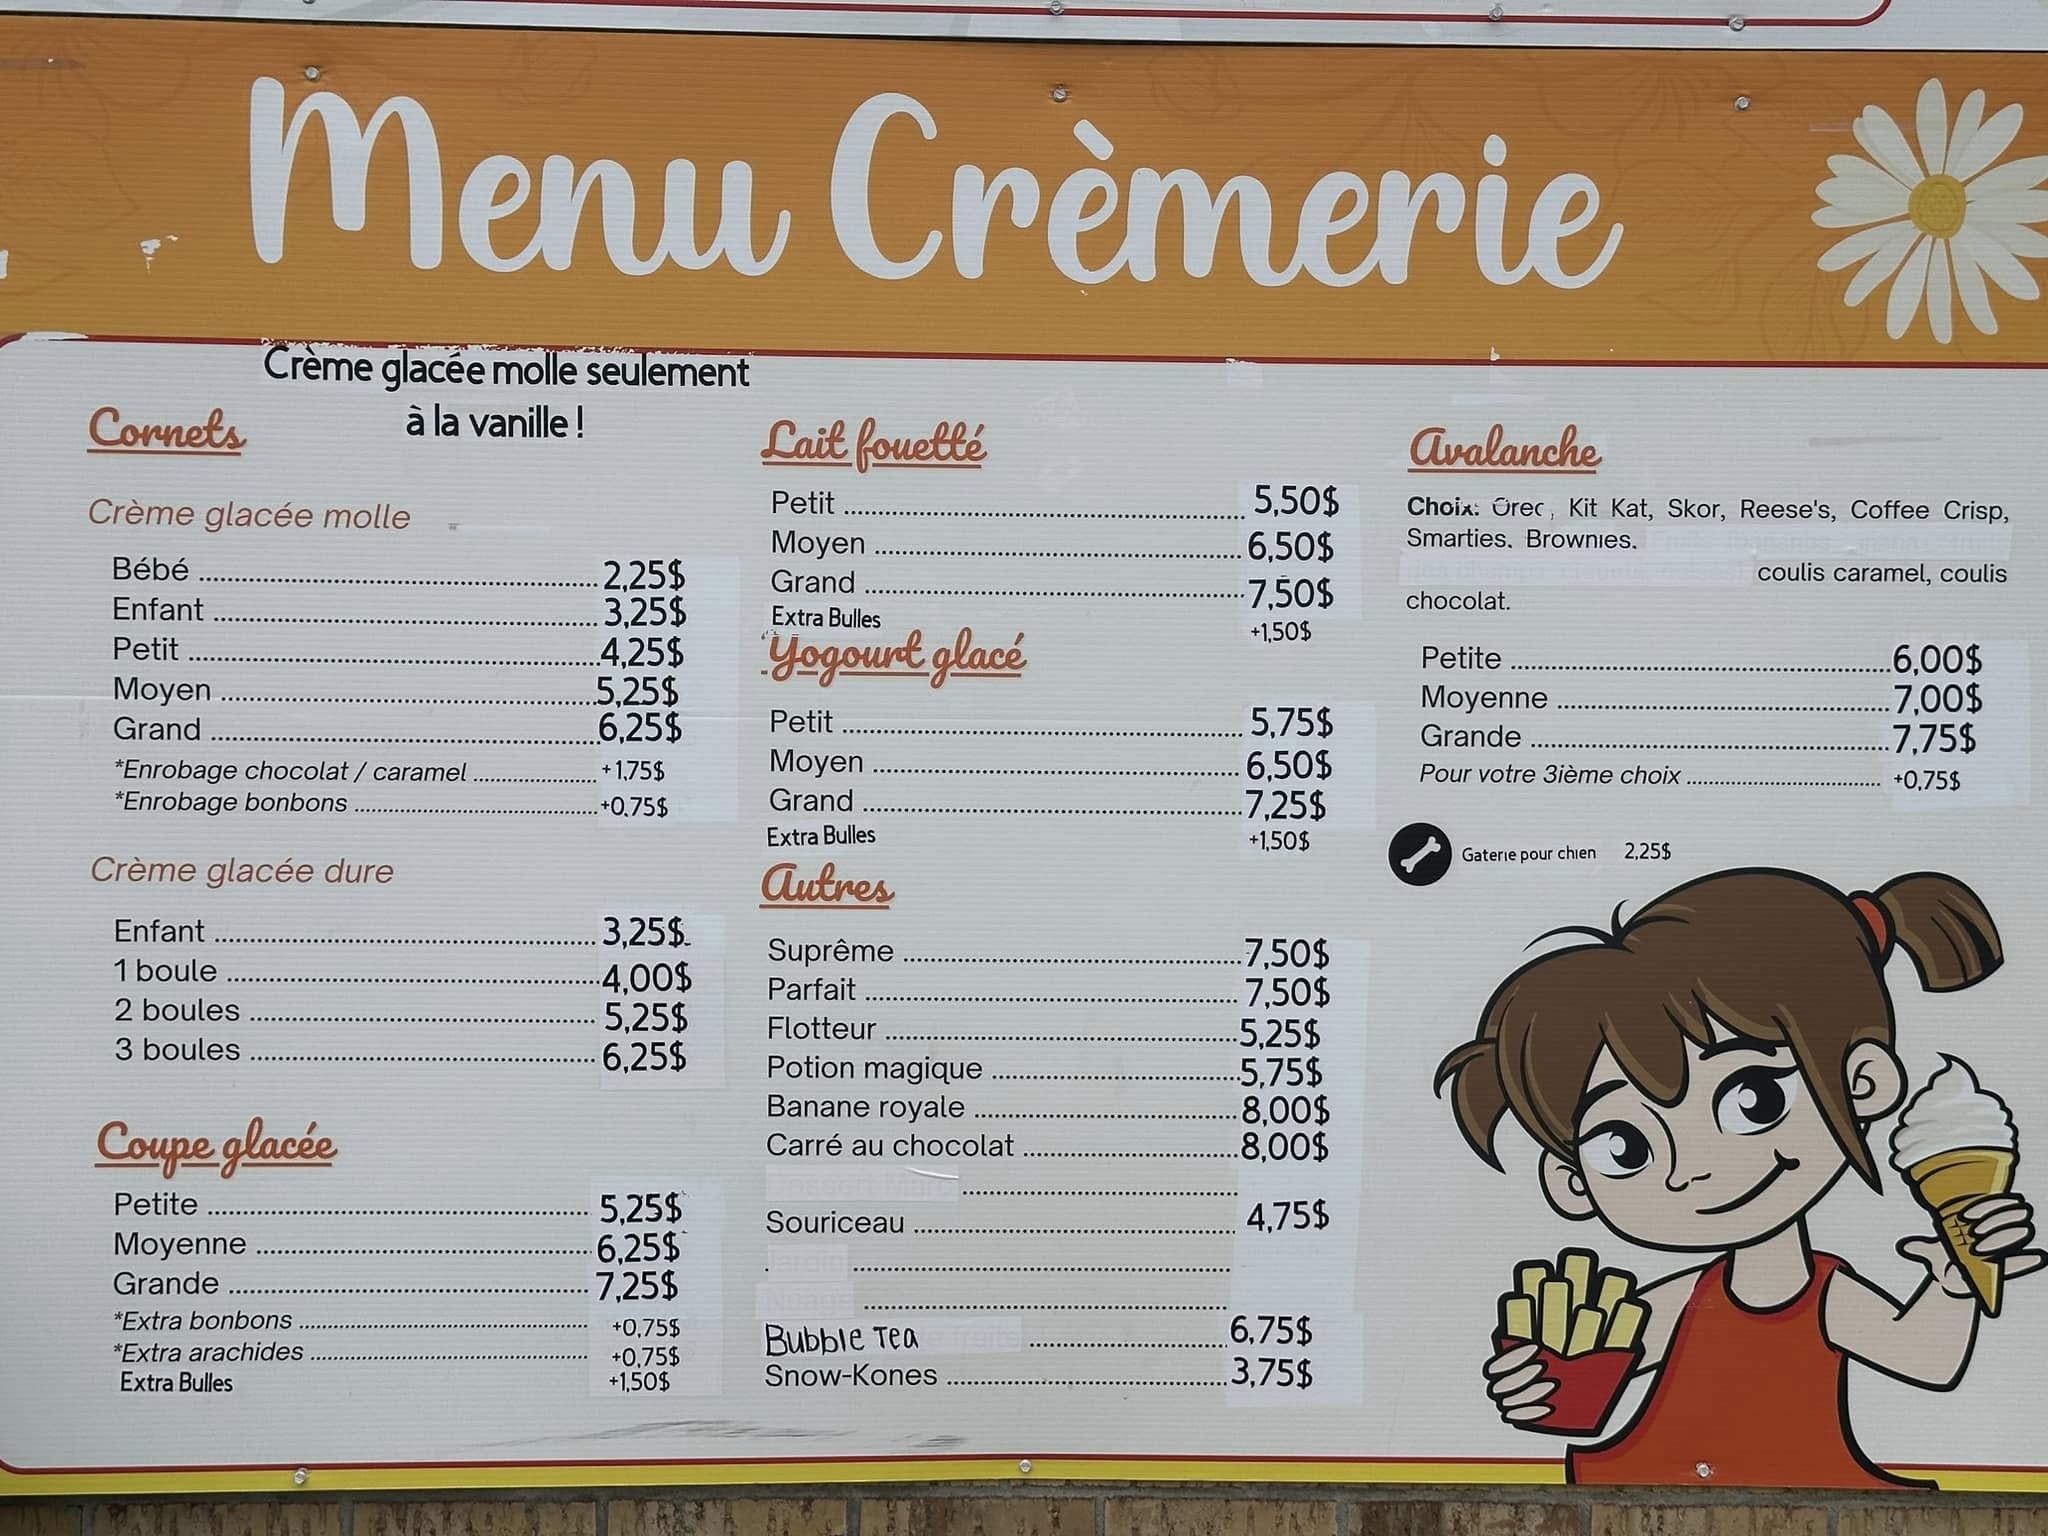 Menu Crèmerie
Crème glacée molle seulement
à la vanille !
Cornets
Crème glacée molle
Bébé 2,25$
Enfant 3,25$
Petit 4,25$
Moyen 5,25$
Grand 6,25$
*Enrobage chocolat / caramel +1,75$
*Enrobage bonbons +0,75$
Crème glacée dure
Enfant 3,25$
1 boule 4,00$
2 boules 5,25$
3 boules 6,25$
Coupe glacée
Petite 5,25$
Moyenne 6,25$
Grande 7,25$
*Extra bonbons +0,75$
*Extra arachides +0,75$
Extra Bulles +1,50$
Lait fouetté
Petit 5,50$
Moyen 6,50$
Grand 7,50$
Extra Bulles +1,50$
Yogourt glacé
Petit 5,75$
Moyen 6,50$
Grand 7,25$
Extra Bulles +1,50$
Autres
Suprême 7,50$
Parfait 7,50$
Flotteur 5,25$
Potion magique 5,75$
Banane royale 8,00$
Carré au chocolat 8,00$
Souriceau 4,75$
Bubble Tea 6,75$
Snow-Kones 3,75$
Avalanche
Choix: Oreo, Kit Kat, Skor, Reese's, Coffee Crisp,
Smarties, Brownies.
coulis caramel, coulis
chocolat.
Petite 6,00$
Moyenne 7,00$
Grande 7,75$
Pour votre 3ième choix +0,75$
Gaterie pour chien 2,25$